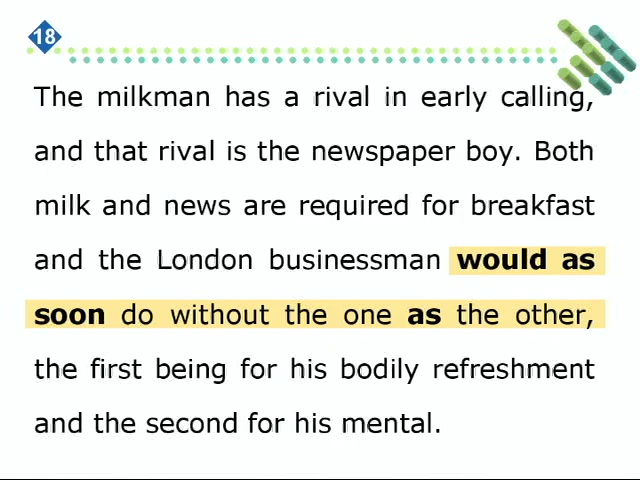 18
The milkman has a rival in early calling,
and that rival is the newspaper boy. Both
milk and news are required for breakfast
and the London businessman would as
soon do without the one as the other,
the first being for his bodily refreshment
and the second for his mental.